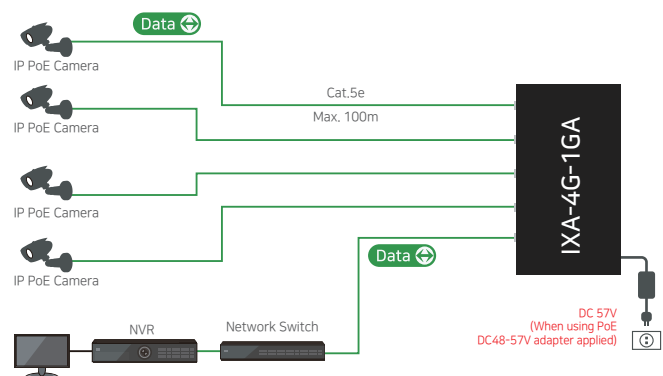 Data
IP PoE Camera
Cat.5e
Max. 100m
IP PoE Camera
IXA-4G-1GA
IP PoE Camera
Data
IP PoE Camera
DC 57V
(When using PoE
DC48-57V adapter applied)
NVR
Network Switch